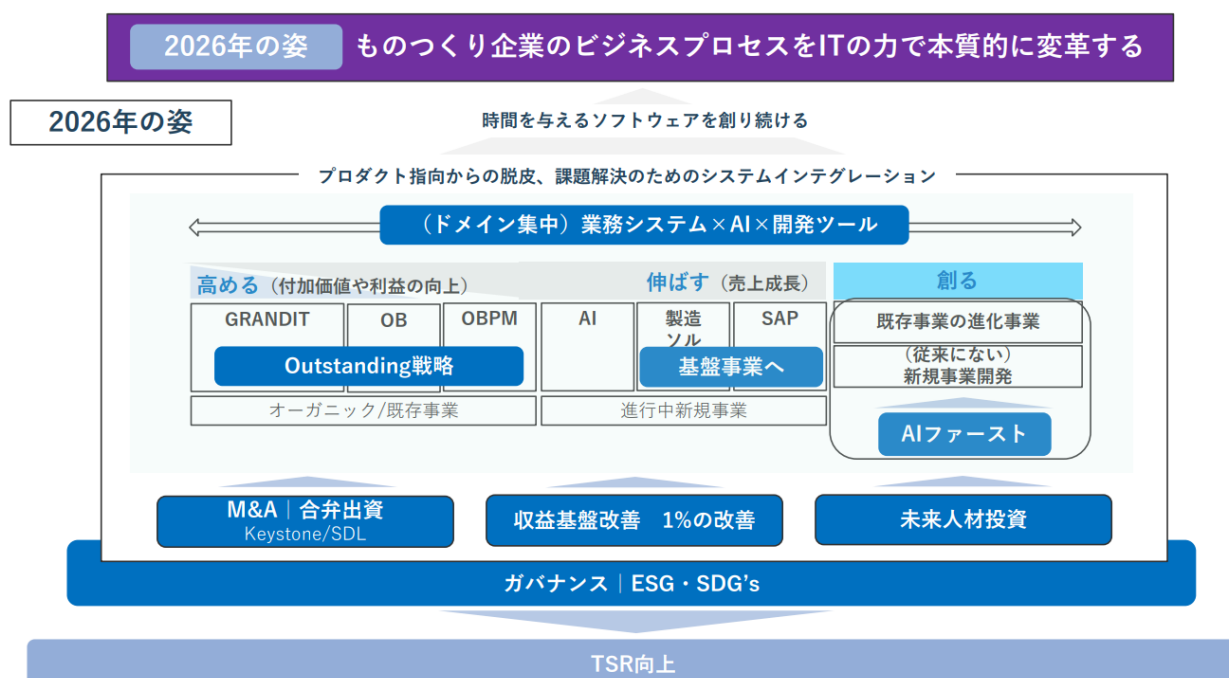 2026年の姿 ものつくり企業のビジネスプロセスをITの力で本質的に変革する
2026年の姿
時間を与えるソフトウェアを創り続ける
プロダクト指向からの脱皮、課題解決のためのシステムインテグレーション
（ドメイン集中）業務システム×AI×開発ツール
高める（付加価値や利益の向上）
伸ばす（売上成長）
創る
GRANDIT
OB
OBPM
AI
製造
ソル
SAP
Outstanding戦略
基盤事業へ
オーガニック/既存事業
進行中新規事業
既存事業の進化事業
（従来にない）
新規事業開発
AIファースト
M&A｜合弁出資
Keystone/SDL
収益基盤改善　1%の改善
未来人材投資
ガバナンス｜ESG・SDG’s
TSR向上